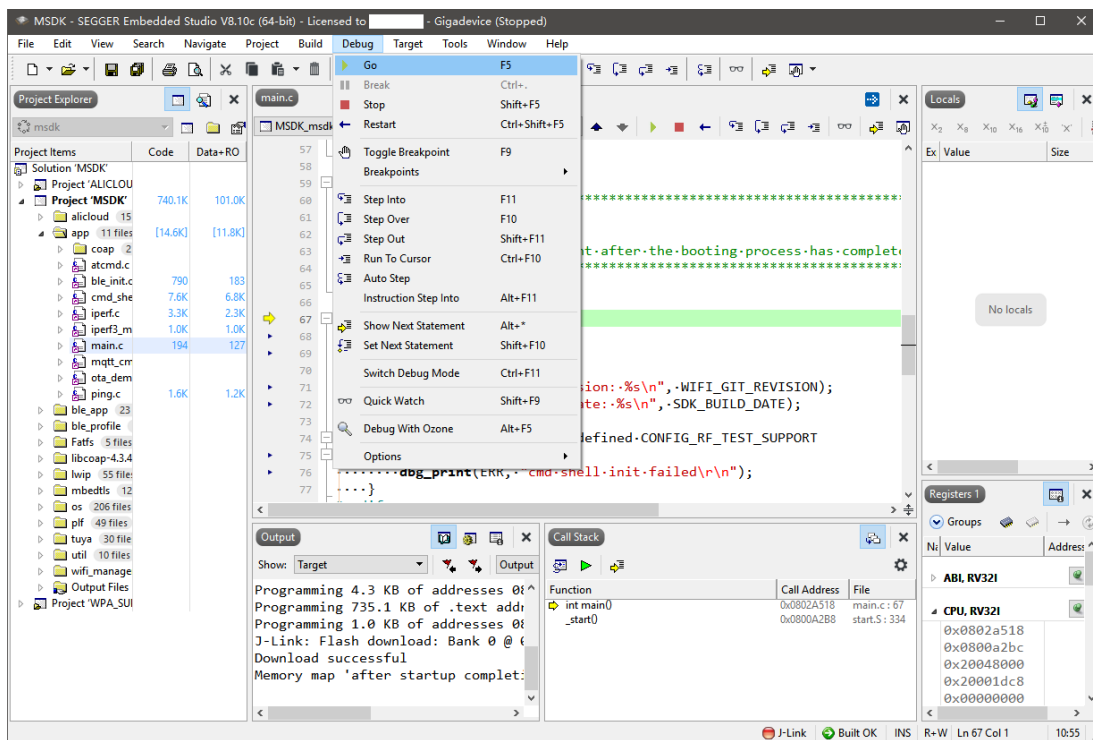 MSDK - SEGGER Embedded Studio V8.10c (64-bit) - Licensed to - Gigadevice (Stopped)
File Edit View Search Navigate Project Build Debug Target Tools Window Help
Project Explorer
msdk
Project Items Code Data+RO
Solution 'MSDK'
Project 'ALICLOU
Project 'MSDK' 740.1K 101.0K
alicloud 15
app 11 files [14.6K] [11.8K]
coap 2
atcmd.c
ble_init.c 790 183
cmd_she 7.6K 6.8K
iperf.c 3.3K 2.3K
iperf3_m 1.0K 1.0K
main.c 194 127
mqtt_cm
ota_dem
ping.c 1.6K 1.2K
ble_app 23
ble_profile
Fatfs 5 files
libcoap-4.3.4
lwip 55 files
mbedtls 12
os 206 files
plf 49 files
tuya 30 file
util 10 files
wifi_manage
Output Files
Project 'WPA_SUI
Go F5
Break Ctrl+.
Stop Shift+F5
Restart Ctrl+Shift+F5
Toggle Breakpoint F9
Breakpoints
Step Into F11
Step Over F10
Step Out Shift+F11
Run To Cursor Ctrl+F10
Auto Step
Instruction Step Into Alt+F11
Show Next Statement Alt+*
Set Next Statement Shift+F10
Switch Debug Mode Ctrl+F11
Quick Watch Shift+F9
Debug With Ozone Alt+F5
Options
main.c
MSDK_msdk
57
58
59
60 *****************************************
61
62
63 nt·after·the·booting·process·has·complete
64 *****************************************
65
66
67
68
69
70
71 sion:·%s\n",·WIFI_GIT_REVISION);
72 ate:·%s\n",·SDK_BUILD_DATE);
73
74 defined·CONFIG_RF_TEST_SUPPORT
75
76 ········dbg_print(ERR,·"cmd·shell·init·failed\r\n");
77 ····}
Locals
X2 X8 X10 X16
Ex Value Size
No locals
Output
Show: Target Output
Programming 4.3 KB of addresses 08
Programming 735.1 KB of .text addr
Programming 1.0 KB of addresses 08
J-Link: Flash download: Bank 0 @ 0
Download successful
Memory map 'after startup complet
Call Stack
Function Call Address File
int main() 0x0802A518 main.c : 67
_start() 0x0800A2B8 start.S : 334
Registers 1
Groups
Na Value Address
ABI, RV32I
CPU, RV32I
0x0802a518
0x0800a2bc
0x20048000
0x20001dc8
0x00000000
J-Link Built OK INS R+W Ln 67 Col 1 10:55